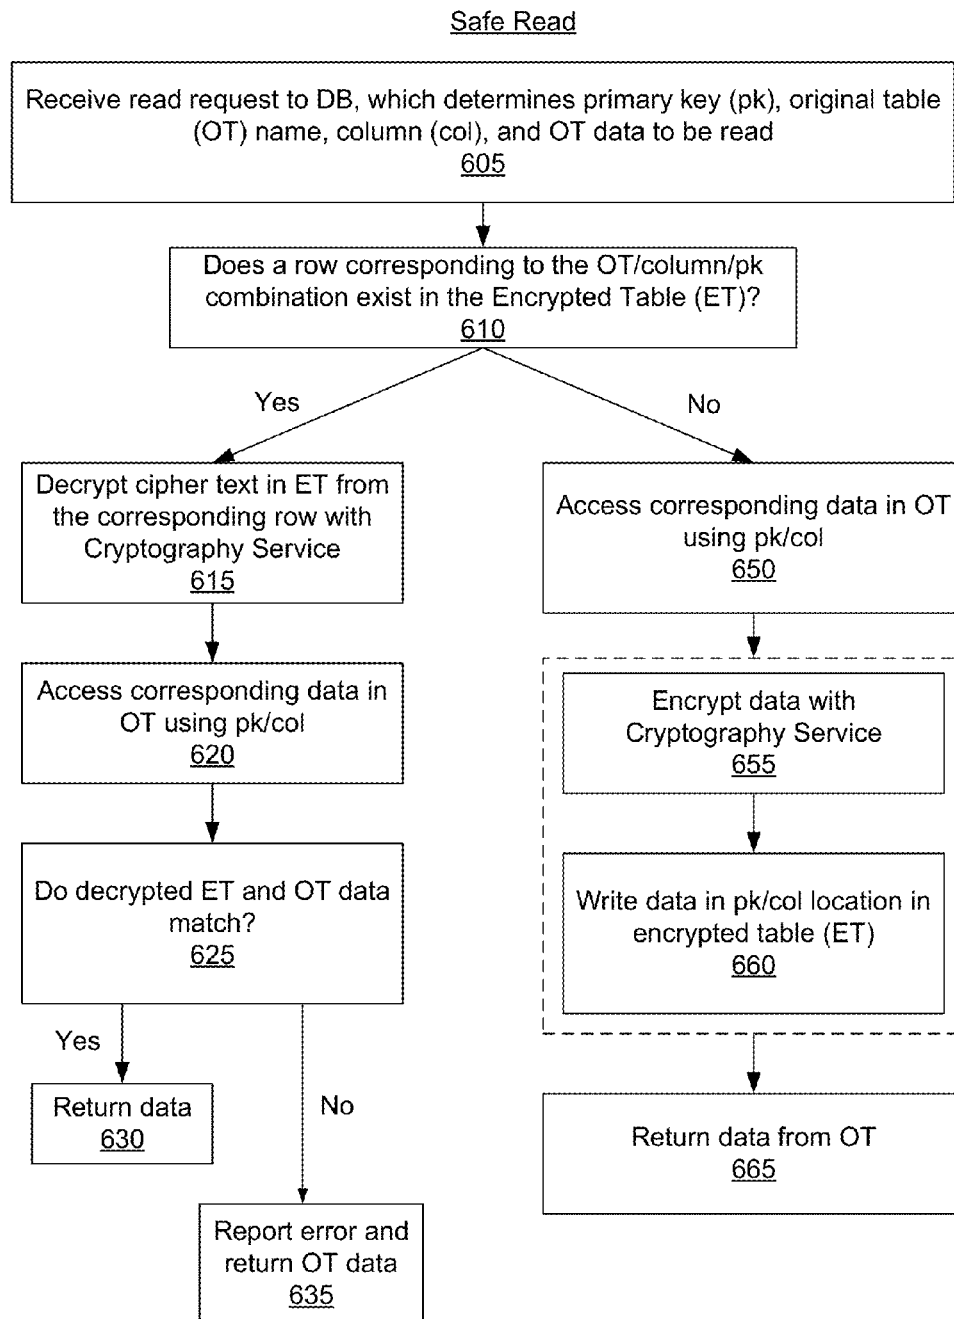 Safe Read
Receive read request to DB, which determines primary key (pk), original table
(OT) name, column (col), and OT data to be read
605
Does a row corresponding to the OT/column/pk
combination exist in the Encrypted Table (ET)?
610
Yes
No
Decrypt cipher text in ET from
the corresponding row with
Cryptography Service
615
Access corresponding data in
OT using pk/col
620
Do decrypted ET and OT data
match?
625
Yes
No
Return data
630
Report error and
return OT data
635
Access corresponding data in OT
using pk/col
650
Encrypt data with
Cryptography Service
655
Write data in pk/col location in
encrypted table (ET)
660
Return data from OT
665